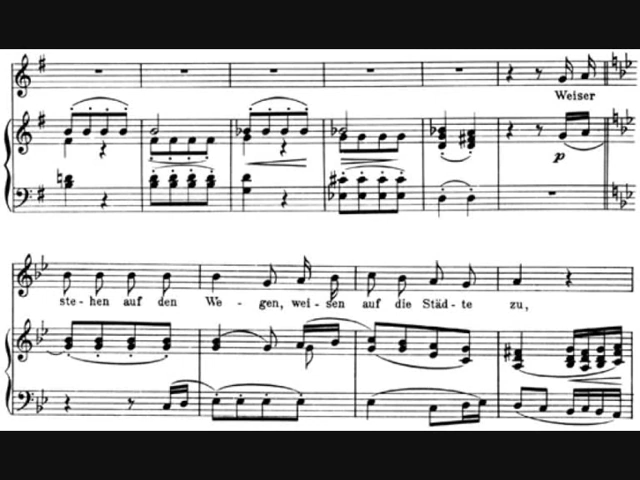 Weiser
p
ste - hen auf den We - gen, wei - sen auf die Städ - te zu,